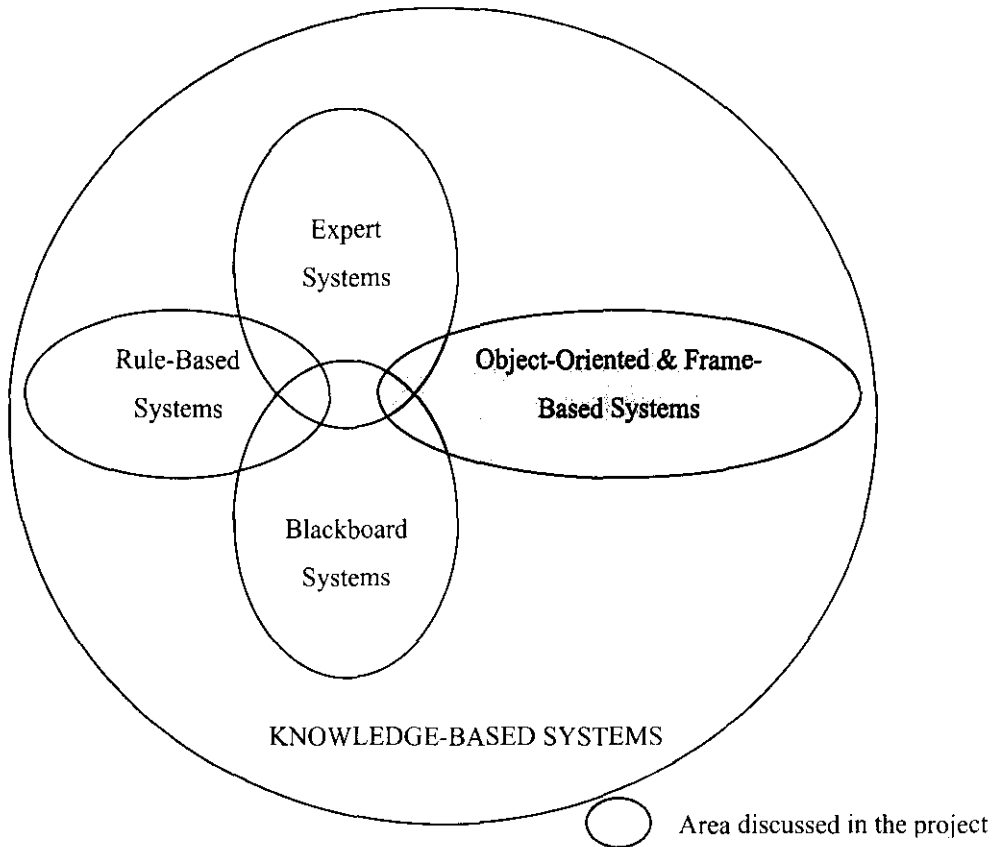 Expert
Systems
Rule-Based
Systems
Object-Oriented & Frame-
Based Systems
Blackboard
Systems
KNOWLEDGE-BASED SYSTEMS
Area discussed in the project